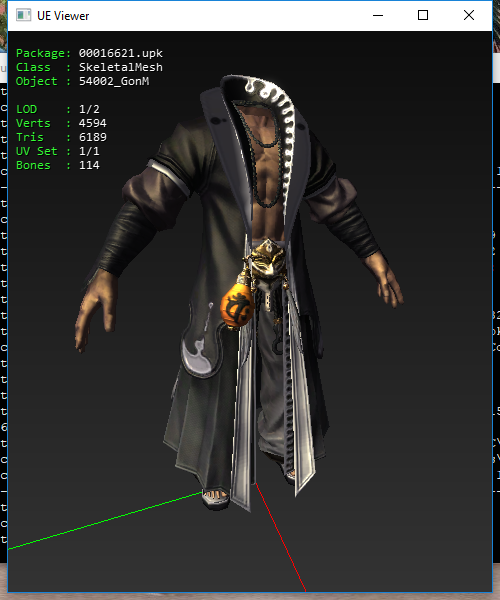 UE Viewer
Package: 00016621.upk
Class : SkeletalMesh
Object : 54002_GonM
LOD : 1/2
Verts : 4594
Tris : 6189
UV Set : 1/1
Bones : 114